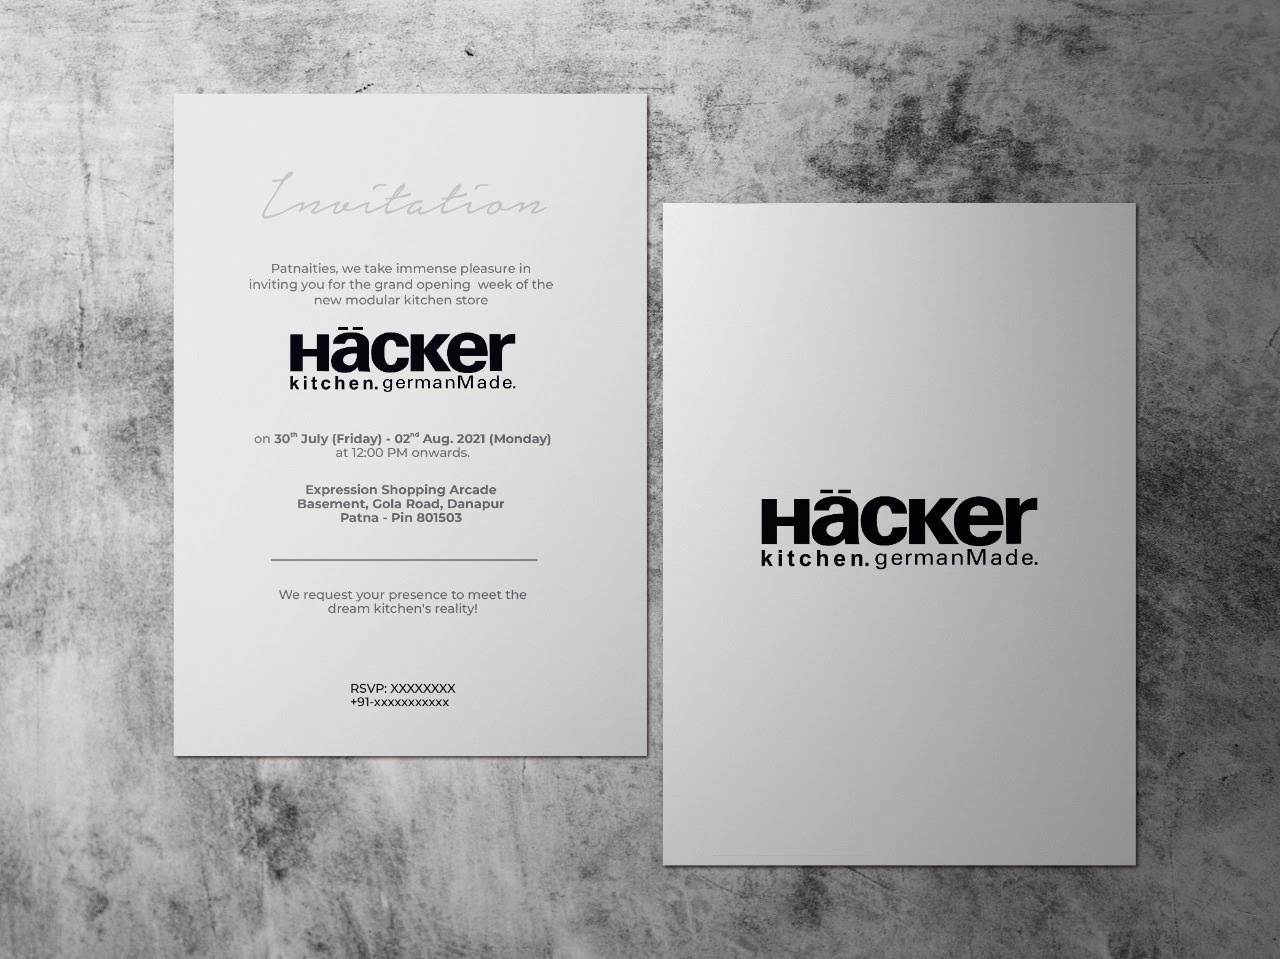 Invitation
Patnaities, we take immense pleasure in
inviting you for the grand opening week of the
new modular kitchen store
HäCKer
kitchen. germanMade.
on 30th July (Friday) - 02nd Aug. 2021 (Monday)
at 12:00 PM onwards.
Expression Shopping Arcade
Basement, Gola Road, Danapur
Patna - Pin 801503
We request your presence to meet the
dream kitchen's reality!
RSVP: XXXXXXXX
+91-xxxxxxxxxxx
HäCKer
kitchen. germanMade.